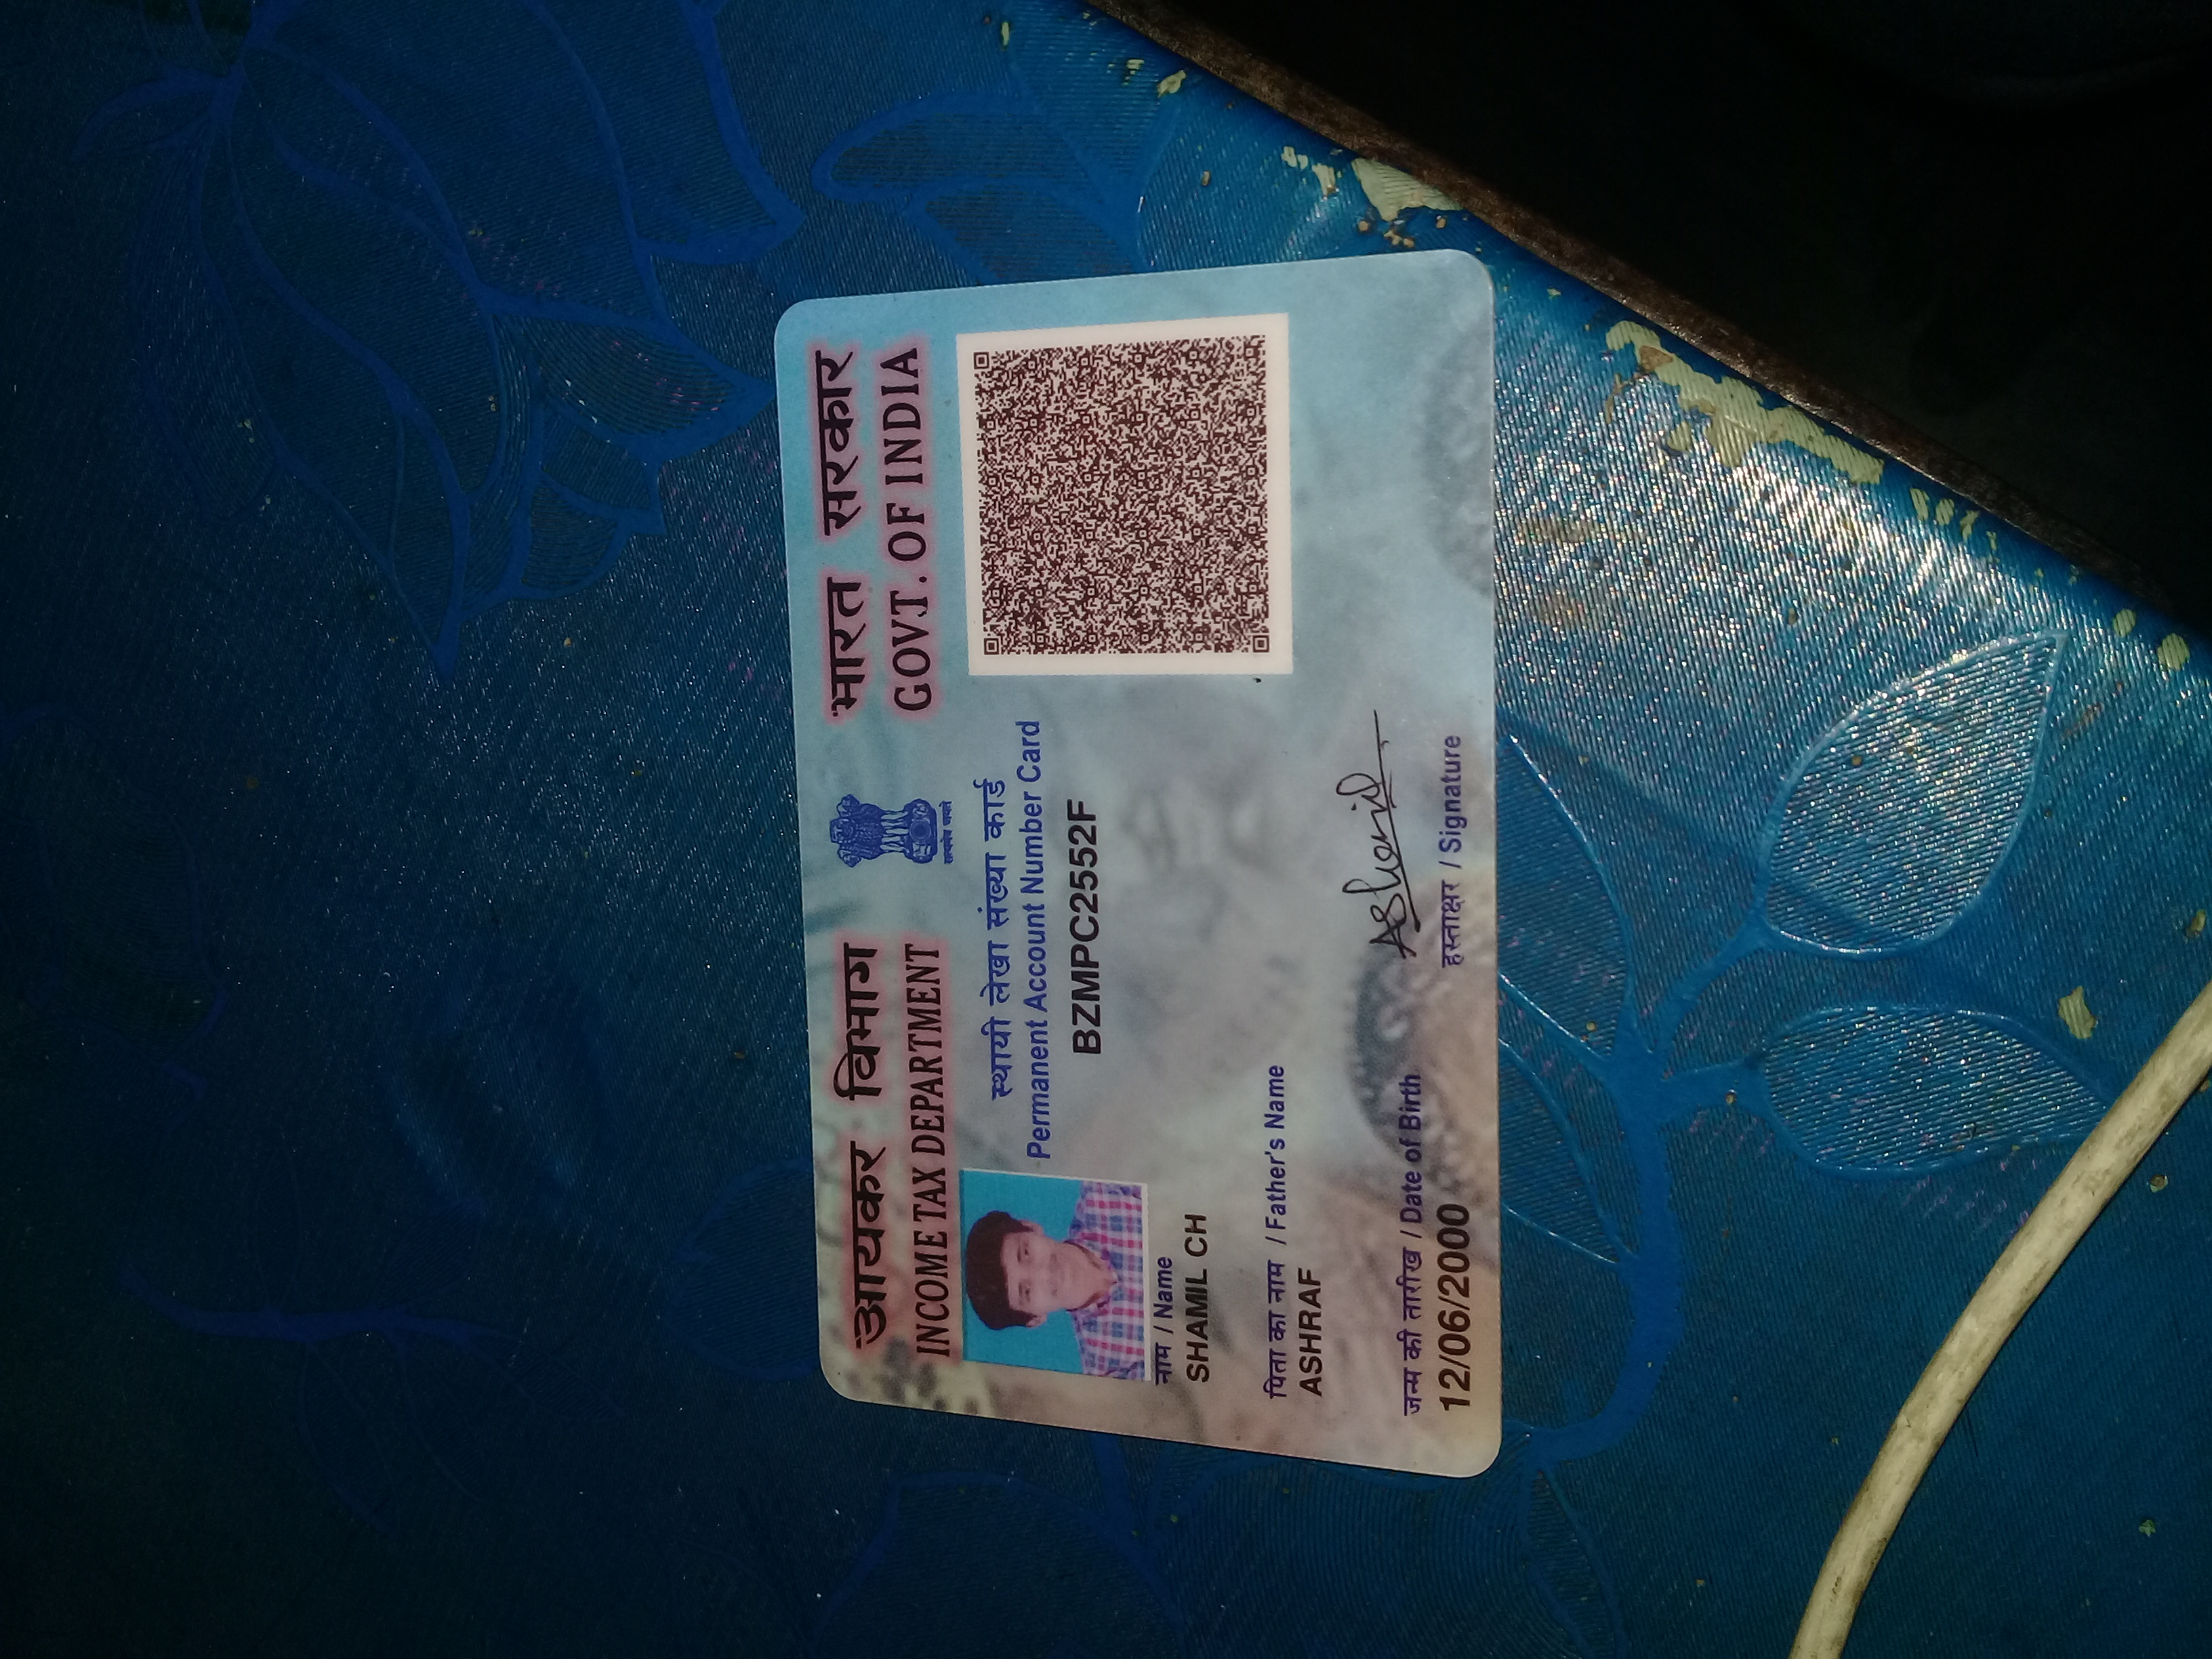 आयकर विभाग
INCOME TAX DEPARTMENT
भारत सरकार
GOVT. OF INDIA
सत्यमेव जयते
स्थायी लेखा संख्या कार्ड
Permanent Account Number Card
BZMPC2552F
नाम / Name
SHAMIL CH
पिता का नाम / Father's Name
ASHRAF
जन्म की तारीख / Date of Birth
12/06/2000
AShamil
हस्ताक्षर / Signature